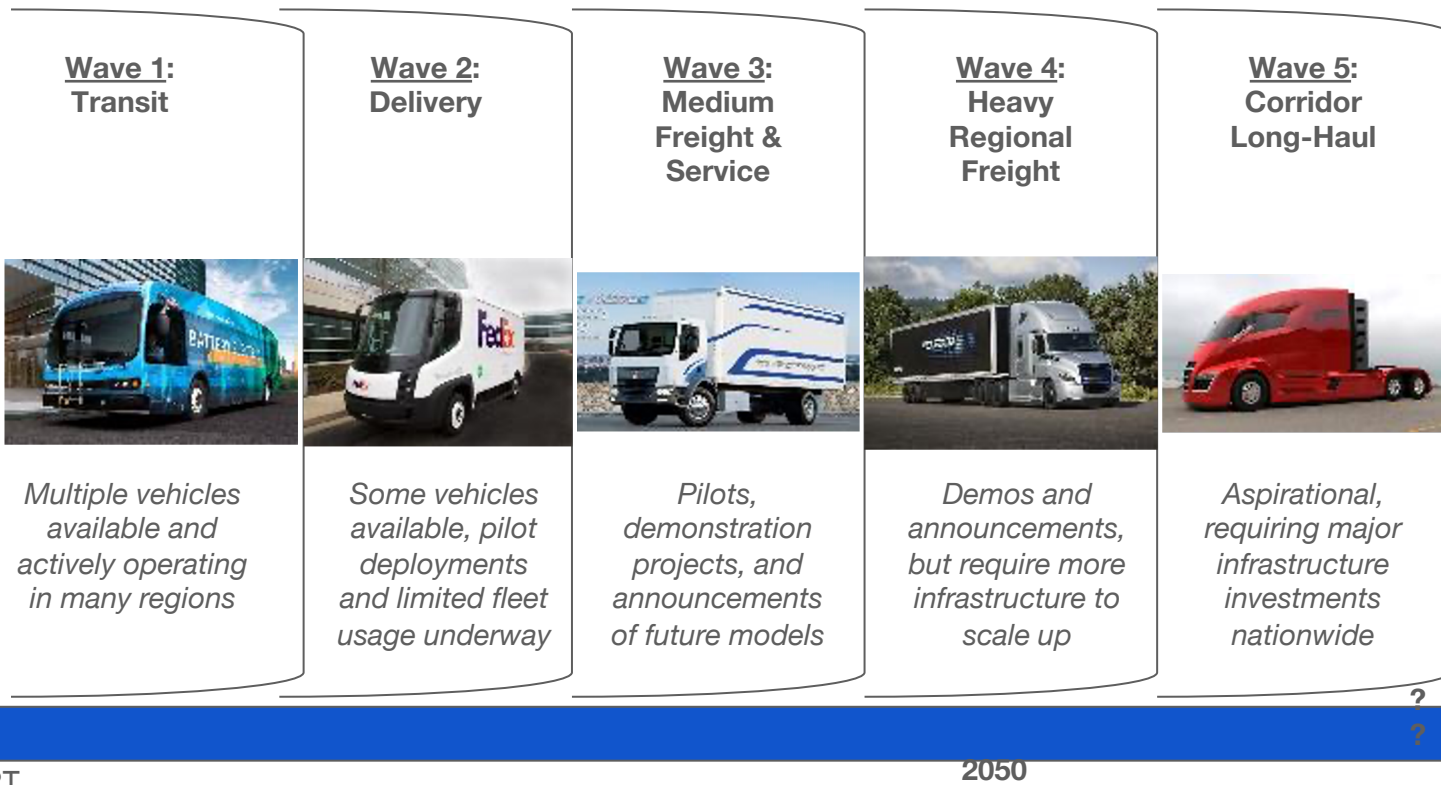 Wave 1:
Transit
Wave 2:
Delivery
Wave 3:
Medium
Freight &
Service
Wave 4:
Heavy
Regional
Freight
Wave 5:
Corridor
Long-Haul
BATTERY
FedEx
FedEx
Multiple vehicles
available and
actively operating
in many regions
Some vehicles
available, pilot
deployments
and limited fleet
usage underway
Pilots,
demonstration
projects, and
announcements
of future models
Demos and
announcements,
but require more
infrastructure to
scale up
Aspirational,
requiring major
infrastructure
investments
nationwide
?
?
2050